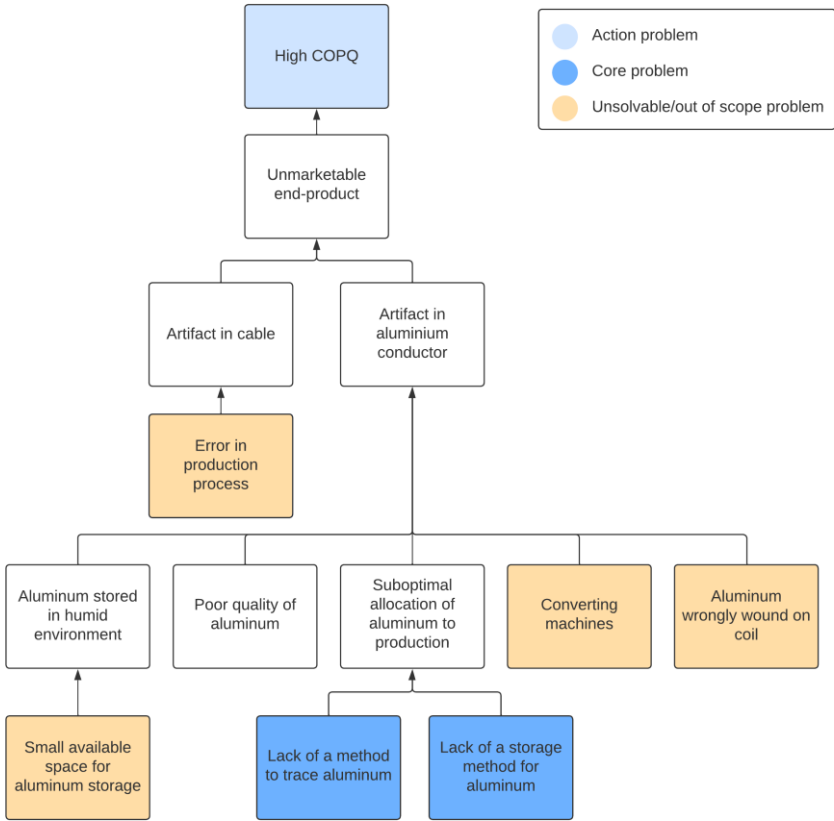 High COPQ
Action problem
Core problem
Unsolvable/out of scope problem
Unmarketable
end-product
Artifact in cable
Artifact in
aluminium
conductor
Error in
production
process
Aluminum stored
in humid
environment
Poor quality of
aluminum
Suboptimal
allocation of
aluminum to
production
Converting
machines
Aluminum
wrongly wound on
coil
Small available
space for
aluminum storage
Lack of a method
to trace aluminum
Lack of a storage
method for
aluminum